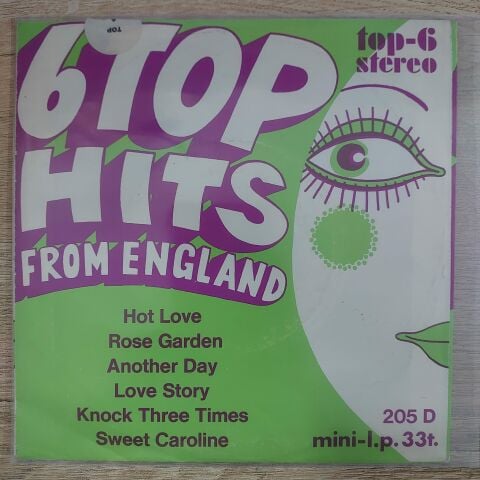 TOP
top-6
stereo
6 TOP
HITS
FROM ENGLAND
Hot Love
Rose Garden
Another Day
Love Story
Knock Three Times
Sweet Caroline
205 D
mini-l.p. 33t.